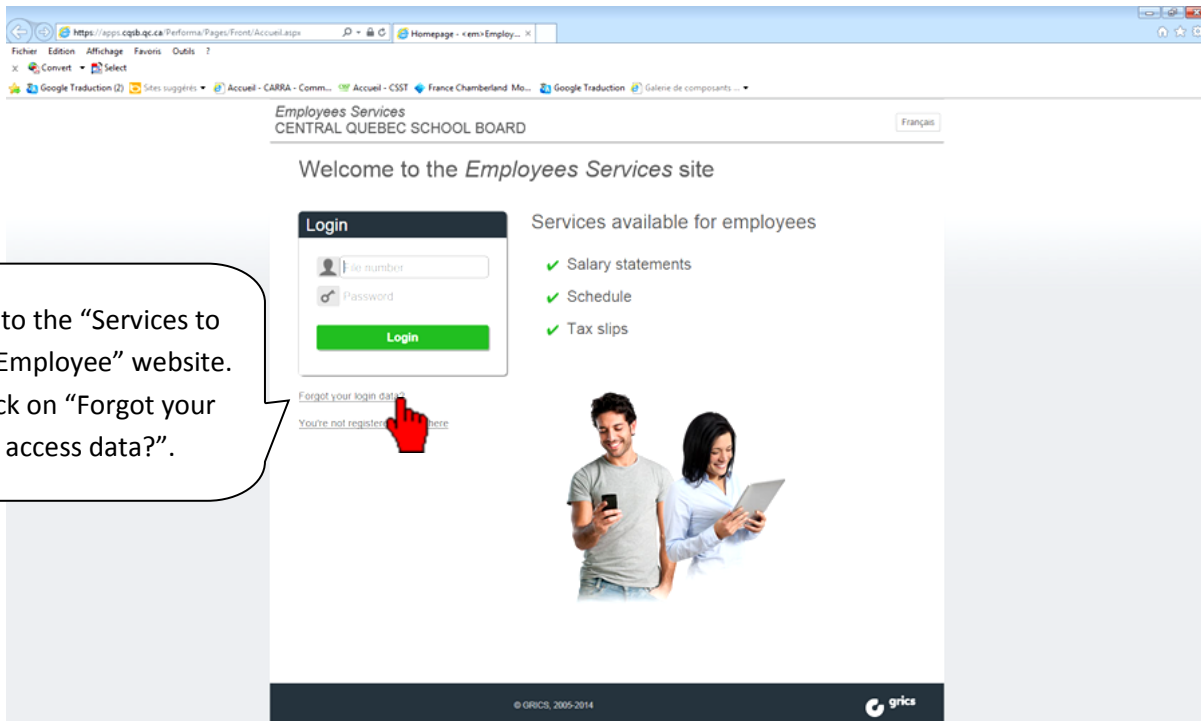 https://apps.cqsb.qc.ca/Performa/Pages/Front/Accueil.aspx
Homepage - <em>Employ...
Fichier Edition Affichage Favoris Outils ?
x Convert Select
Google Traduction (2) Sites suggérés Accueil - CARRA - Comm... Accueil - CSST France Chamberland Mo... Google Traduction Galerie de composants ...
Employees Services
CENTRAL QUEBEC SCHOOL BOARD
Français
Welcome to the Employees Services site
Login
File number
Password
Login
Forgot your login data?
You're not registered here
Services available for employees
✔ Salary statements
✔ Schedule
✔ Tax slips
to the “Services to
Employee” website.
ck on “Forgot your
access data?”.
© GRICS, 2005-2014
grics